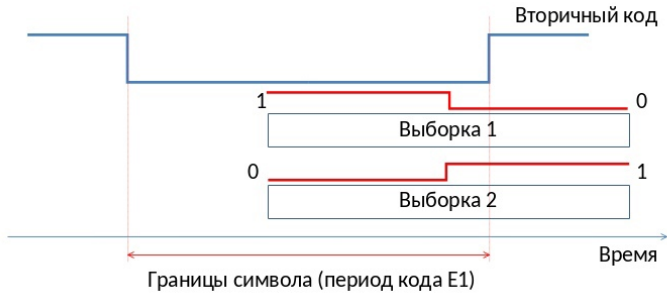 Вторичный код
1 0
Выборка 1
0 1
Выборка 2
Время
Границы символа (период кода E1)